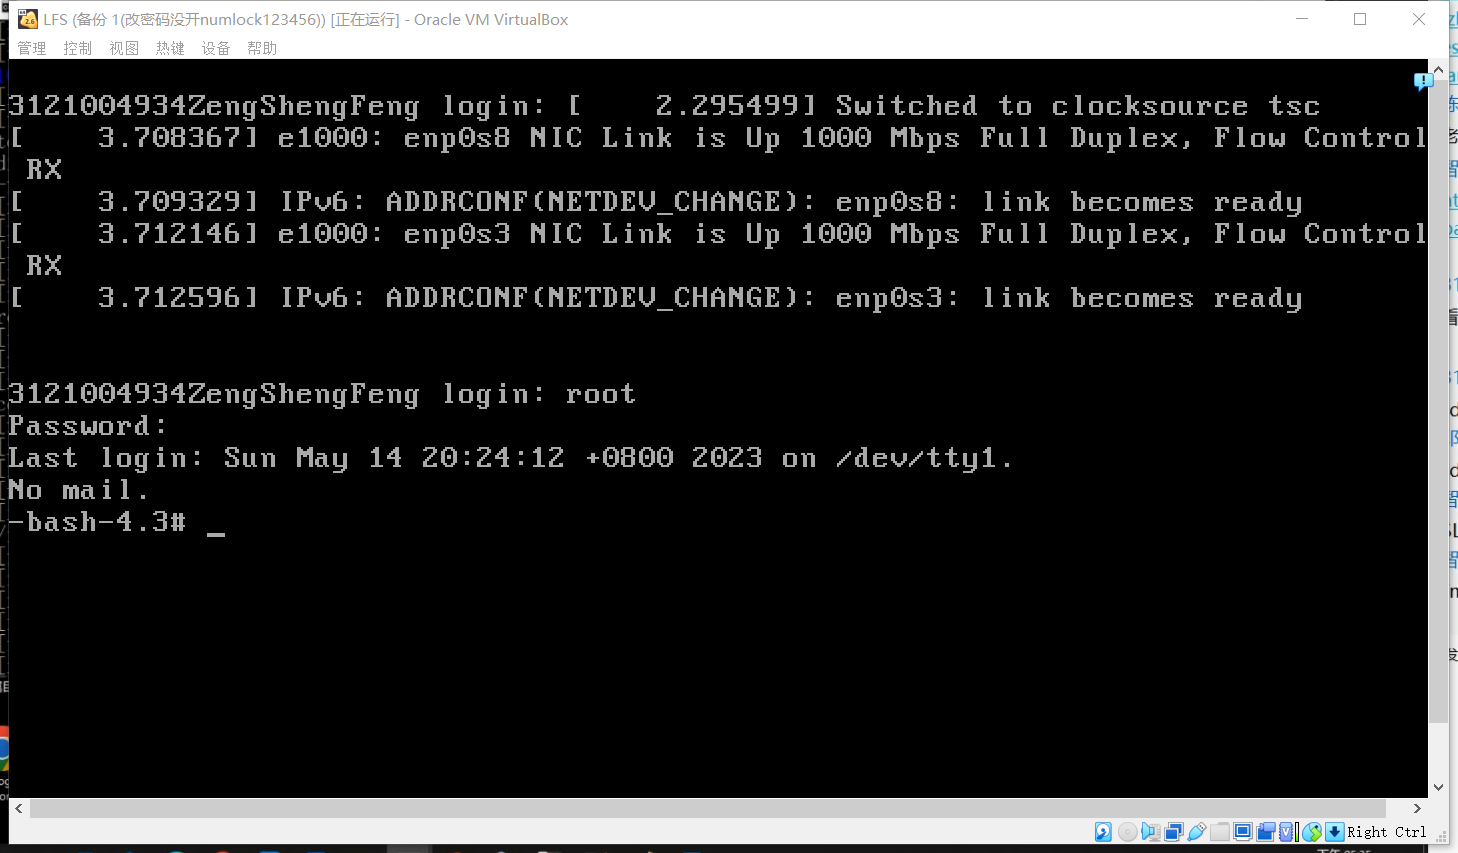 LFS (备份 1(改密码没开numlock123456)) [正在运行] - Oracle VM VirtualBox
管理 控制 视图 热键 设备 帮助
3121004934ZengShengFeng login: [    2.295499] Switched to clocksource tsc
[    3.708367] e1000: enp0s8 NIC Link is Up 1000 Mbps Full Duplex, Flow Control
 RX
[    3.709329] IPv6: ADDRCONF(NETDEV_CHANGE): enp0s8: link becomes ready
[    3.712146] e1000: enp0s3 NIC Link is Up 1000 Mbps Full Duplex, Flow Control
 RX
[    3.712596] IPv6: ADDRCONF(NETDEV_CHANGE): enp0s3: link becomes ready
3121004934ZengShengFeng login: root
Password:
Last login: Sun May 14 20:24:12 +0800 2023 on /dev/tty1.
No mail.
-bash-4.3# _
Right Ctrl